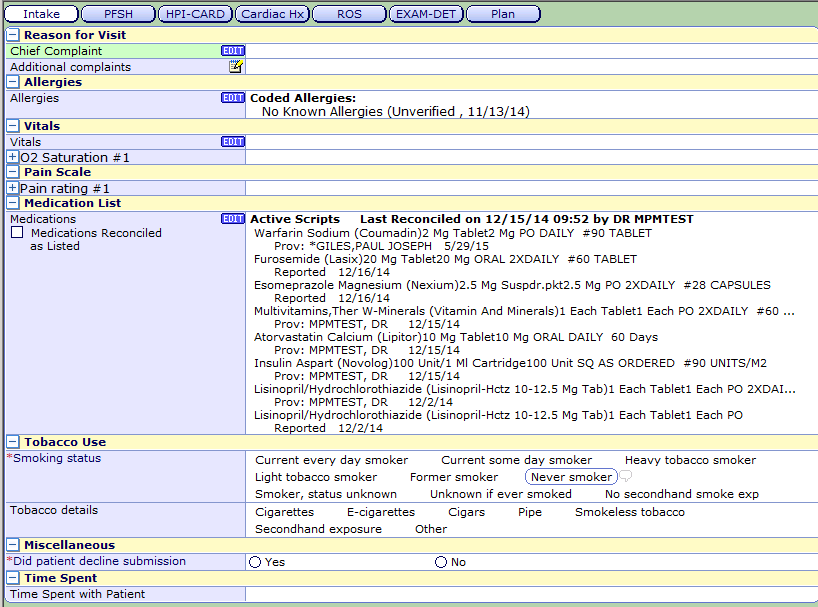 Intake PFSH HPI-CARD Cardiac Hx ROS EXAM-DET Plan
Reason for Visit
Chief Complaint EDIT
Additional complaints
Allergies
Allergies EDIT Coded Allergies:
No Known Allergies (Unverified , 11/13/14)
Vitals
Vitals EDIT
O2 Saturation #1
Pain Scale
Pain rating #1
Medication List
Medications EDIT Active Scripts Last Reconciled on 12/15/14 09:52 by DR MPMTEST
Medications Reconciled as Listed
Warfarin Sodium (Coumadin)2 Mg Tablet2 Mg PO DAILY #90 TABLET
Prov: *GILES,PAUL JOSEPH 5/29/15
Furosemide (Lasix)20 Mg Tablet20 Mg ORAL 2XDAILY #60 TABLET
Reported 12/16/14
Esomeprazole Magnesium (Nexium)2.5 Mg Suspdr.pkt2.5 Mg PO 2XDAILY #28 CAPSULES
Reported 12/16/14
Multivitamins,Ther W-Minerals (Vitamin And Minerals)1 Each Tablet1 Each PO 2XDAILY #60 ...
Prov: MPMTEST, DR 12/15/14
Atorvastatin Calcium (Lipitor)10 Mg Tablet10 Mg ORAL DAILY 60 Days
Prov: MPMTEST, DR 12/15/14
Insulin Aspart (Novolog)100 Unit/1 Ml Cartridge100 Unit SQ AS ORDERED #90 UNITS/M2
Prov: MPMTEST, DR 12/15/14
Lisinopril/Hydrochlorothiazide (Lisinopril-Hctz 10-12.5 Mg Tab)1 Each Tablet1 Each PO 2XDAI...
Prov: MPMTEST, DR 12/2/14
Lisinopril/Hydrochlorothiazide (Lisinopril-Hctz 10-12.5 Mg Tab)1 Each Tablet1 Each PO
Reported 12/2/14
Tobacco Use
*Smoking status Current every day smoker Current some day smoker Heavy tobacco smoker
Light tobacco smoker Former smoker Never smoker
Smoker, status unknown Unknown if ever smoked No secondhand smoke exp
Tobacco details Cigarettes E-cigarettes Cigars Pipe Smokeless tobacco
Secondhand exposure Other
Miscellaneous
*Did patient decline submission Yes No
Time Spent
Time Spent with Patient